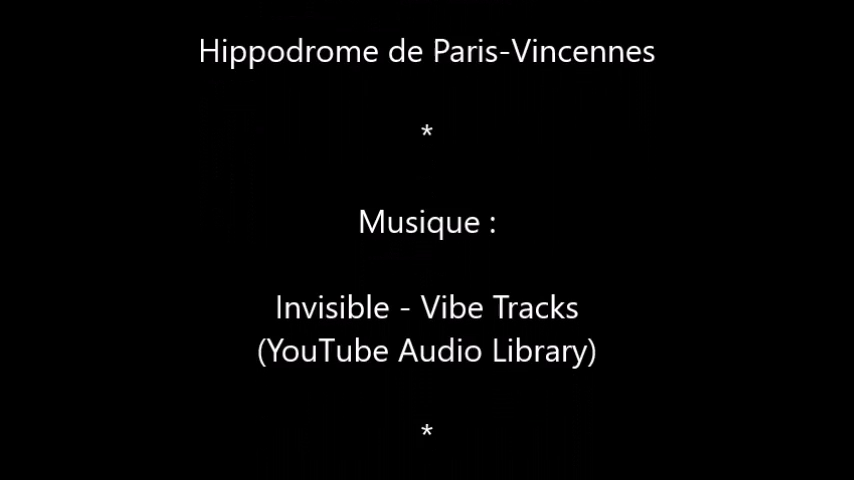 Hippodrome de Paris-Vincennes
*
Musique :
Invisible - Vibe Tracks
(YouTube Audio Library)
*